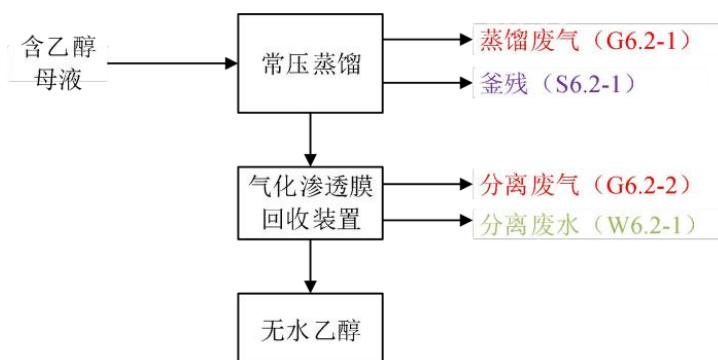 含乙醇
母液
常压蒸馏
蒸馏废气（G6.2-1）
釜残（S6.2-1）
气化渗透膜
回收装置
分离废气（G6.2-2）
分离废水（W6.2-1）
无水乙醇